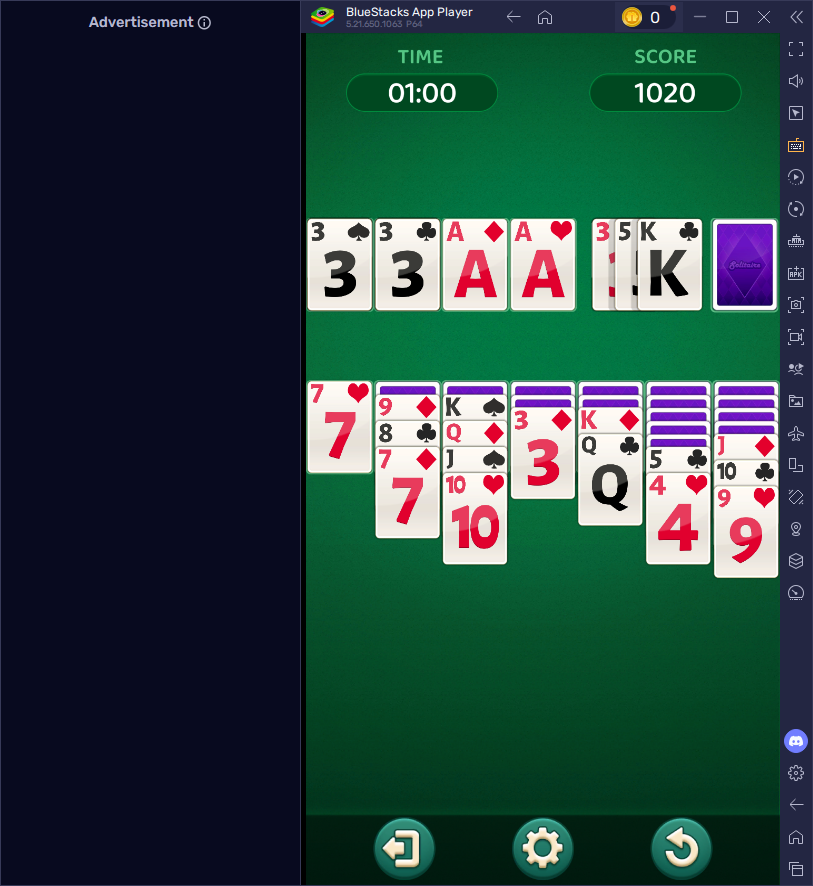 Advertisement
BlueStacks App Player
5.21.650.1063 P64
0
TIME
SCORE
01:00
1020
3 3 A A 3 5 K
3 3 A A K
Solitaire
7 9 K 3 K 5 J
7 8 Q 3 Q 4 10
7 J Q 4 9
7 10 9
10
APK